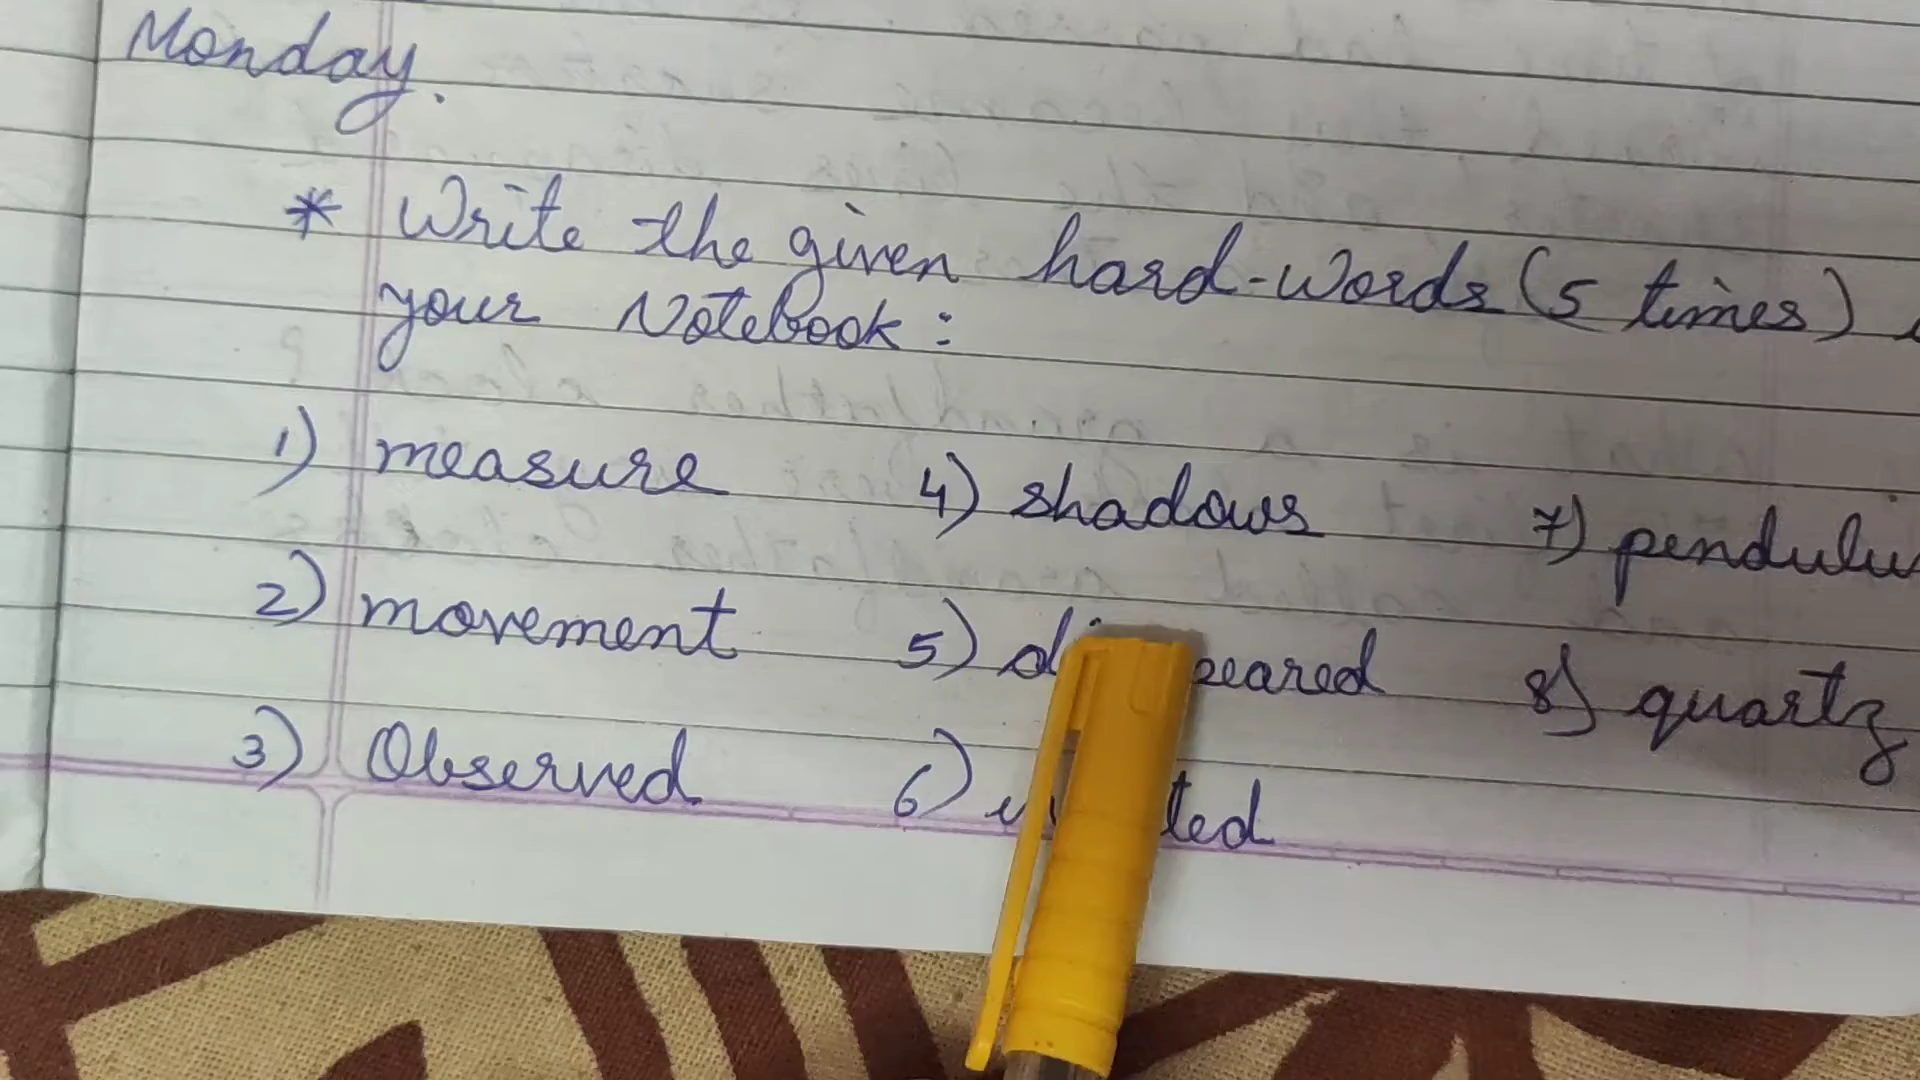 Monday.
* Write the given hard-words (5 times)
your Notebook:
1) measure 4) shadows 7)
2) movement 5) 8) quartz
3) Observed 6)